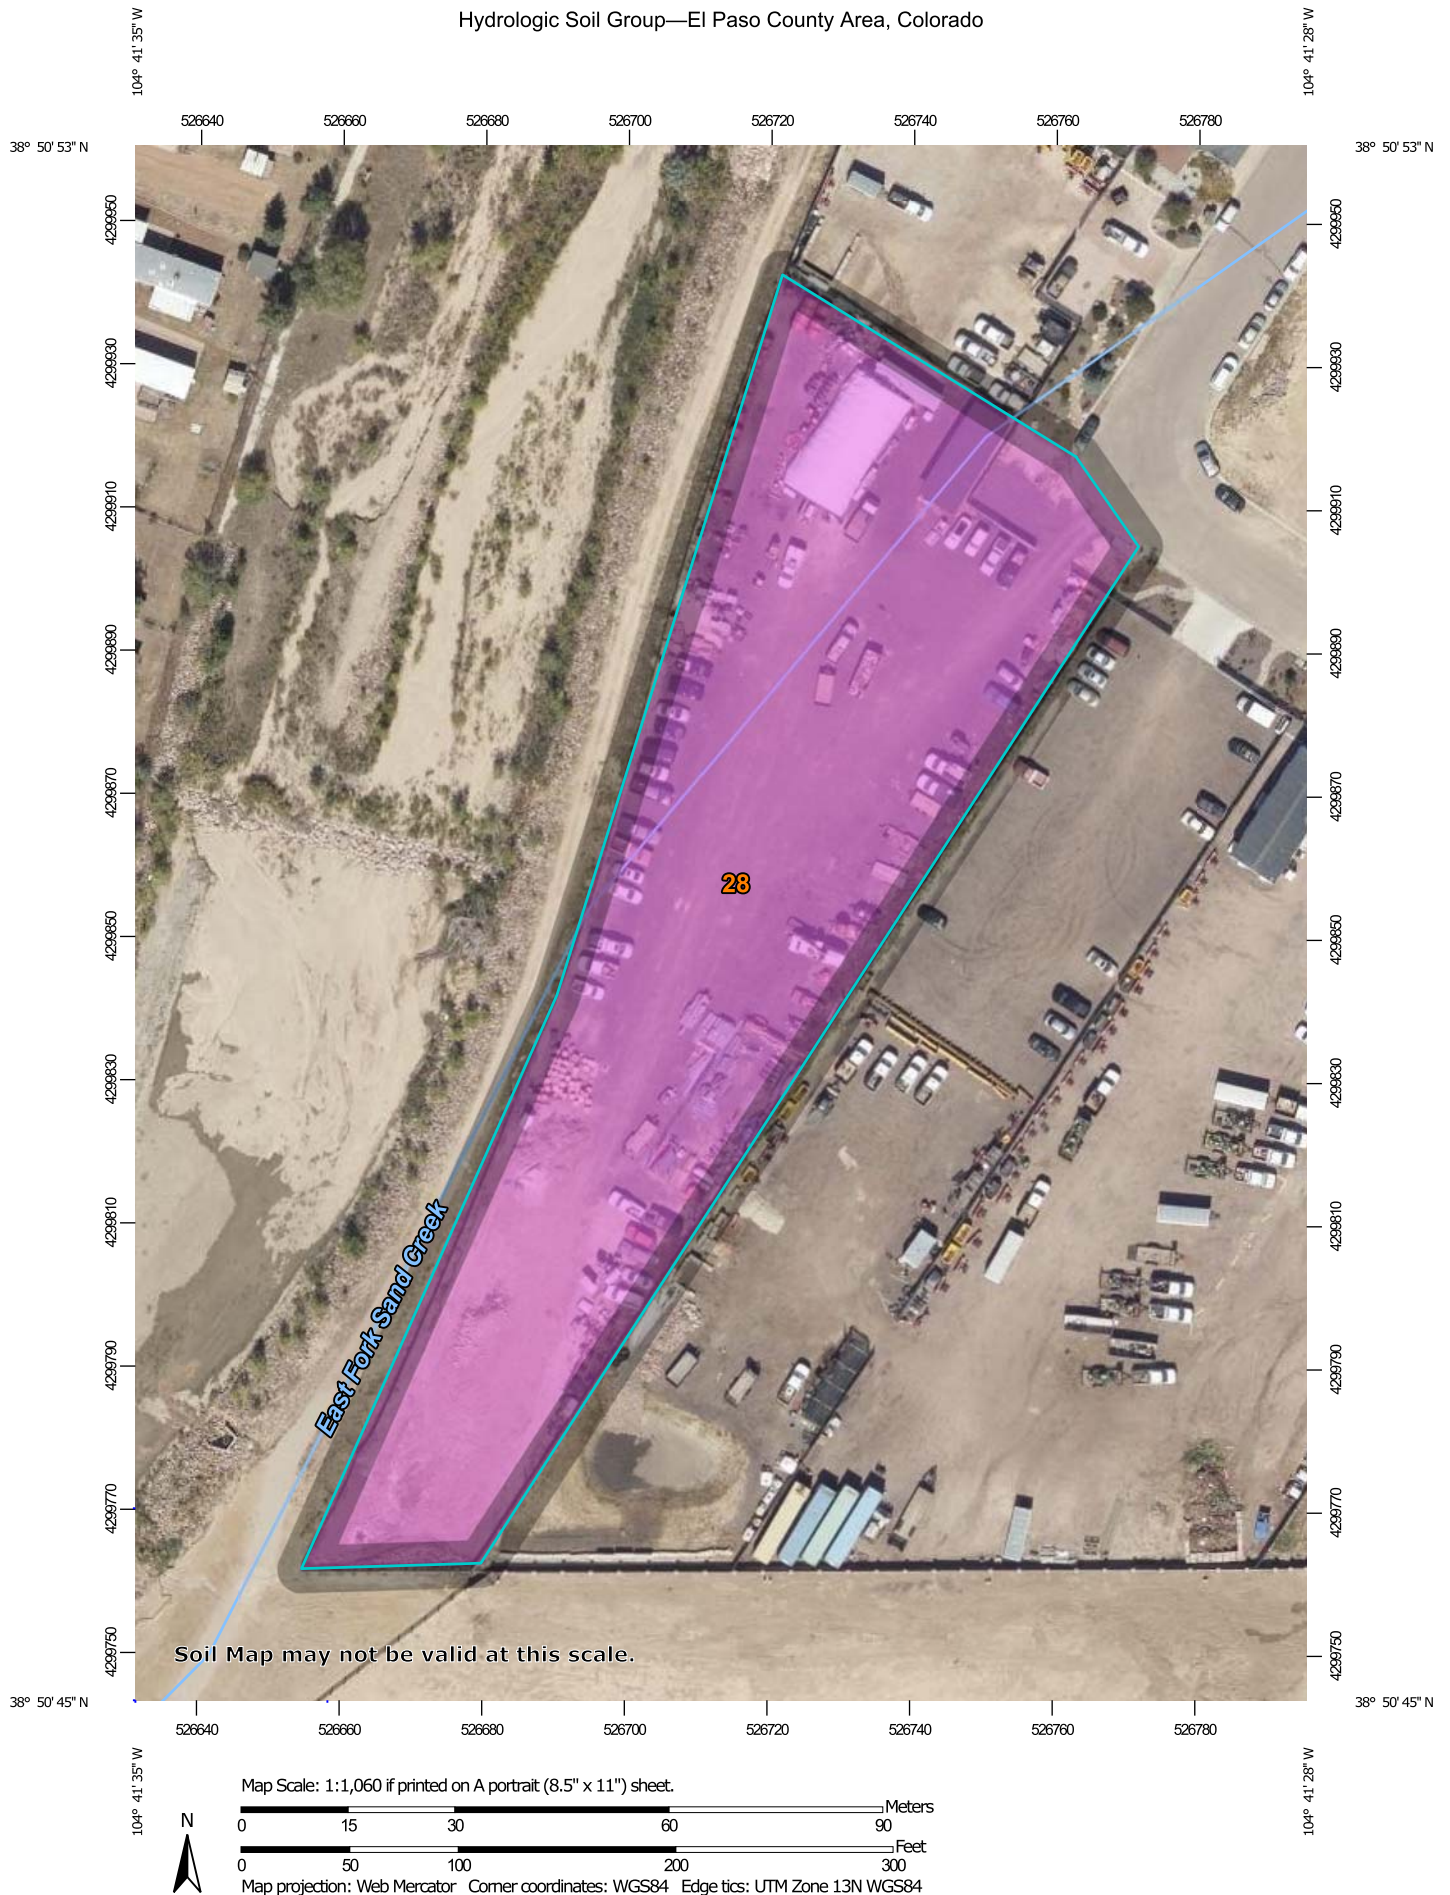 Hydrologic Soil Group—El Paso County Area, Colorado
104° 41' 35" W
104° 41' 28" W
526640 526660 526680 526700 526720 526740 526760 526780
38° 50' 53" N
38° 50' 53" N
4299950
4299950
4299930
4299930
4299910
4299910
4299890
4299890
4299870
4299870
28
4299850
4299850
4299830
4299830
4299810
4299810
East Fork Sand Creek
4299790
4299790
4299770
4299770
4299750
4299750
Soil Map may not be valid at this scale.
38° 50' 45" N
38° 50' 45" N
526640 526660 526680 526700 526720 526740 526760 526780
104° 41' 35" W
104° 41' 28" W
Map Scale: 1:1,060 if printed on A portrait (8.5" x 11") sheet.
N
Meters
0 15 30 60 90
Feet
0 50 100 200 300
Map projection: Web Mercator Corner coordinates: WGS84 Edge tics: UTM Zone 13N WGS84